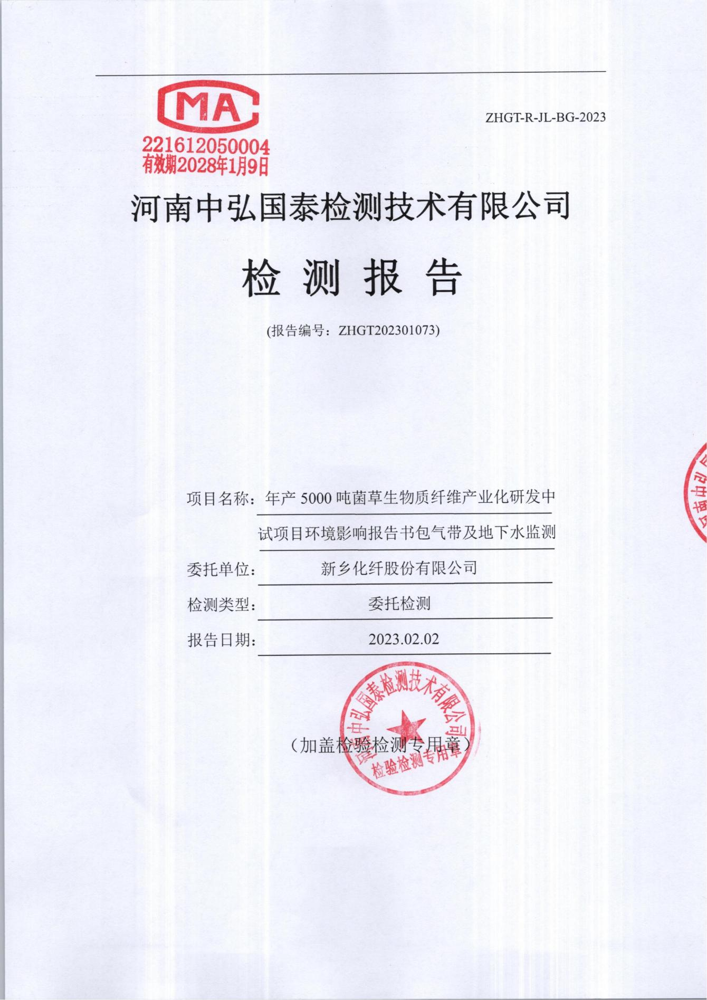 MA
ZHGT-R-JL-BG-2023
221612050004
有效期2028年1月9日
河南中弘国泰检测技术有限公司
检测报告
(报告编号：ZHGT202301073)
项目名称：年产 5000 吨菌草生物质纤维产业化研发中
试项目环境影响报告书包气带及地下水监测
委托单位：新乡化纤股份有限公司
检测类型：委托检测
报告日期：2023.02.02
河南中弘国泰检测技术有限公司
（加盖检验检测专用章）
检验检测专用章